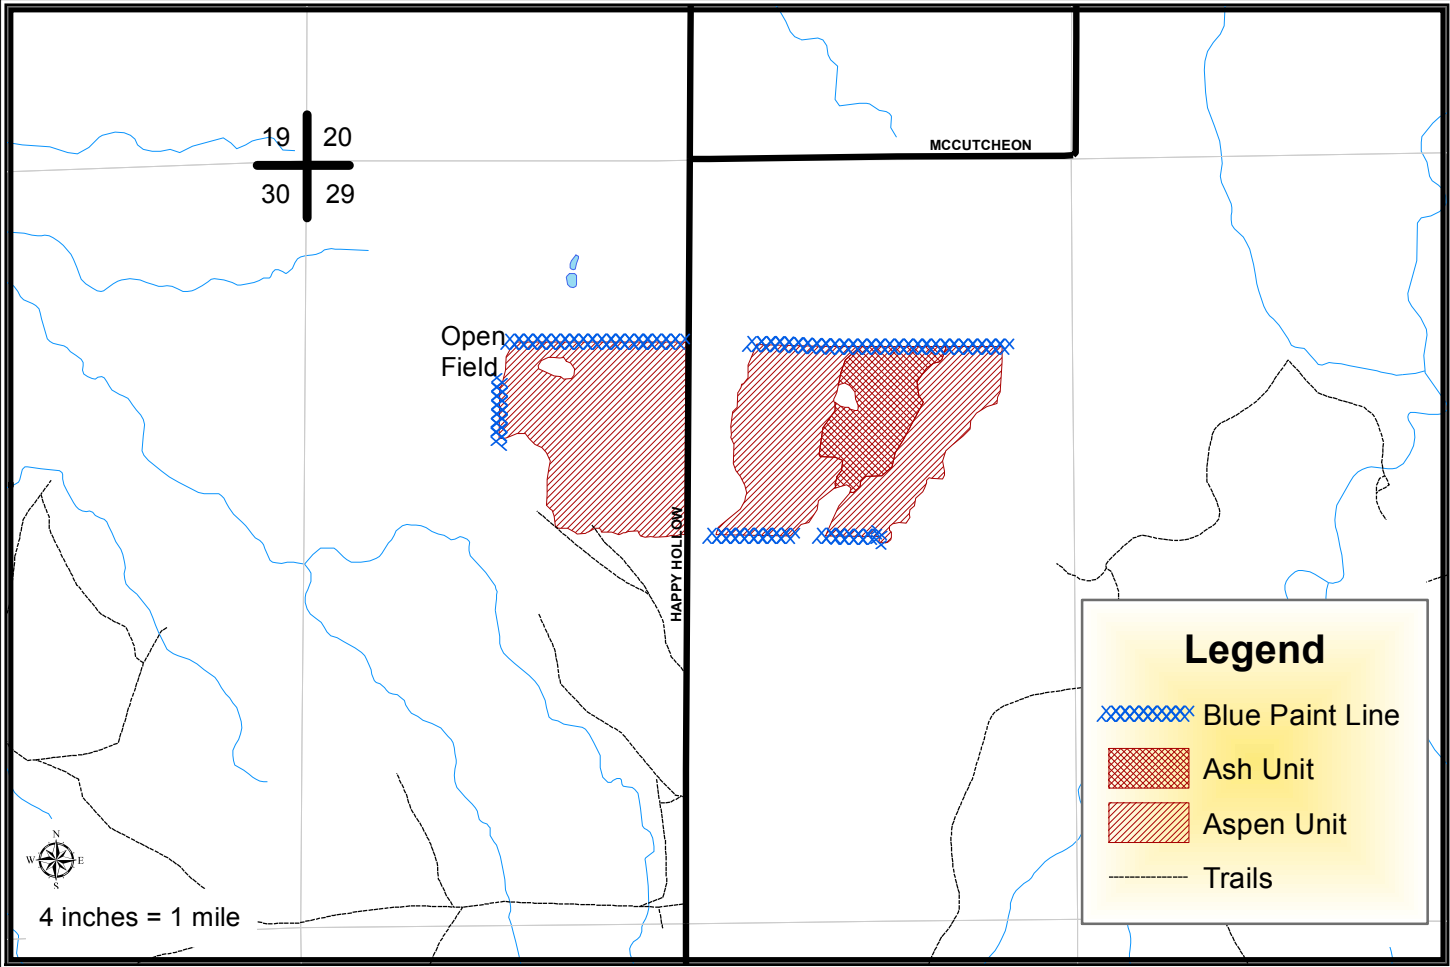 19 20
30 29
MCCUTCHEON
Open
Field
HAPPY HOLLOW
Legend
Blue Paint Line
Ash Unit
Aspen Unit
Trails
N
W E
S
4 inches = 1 mile